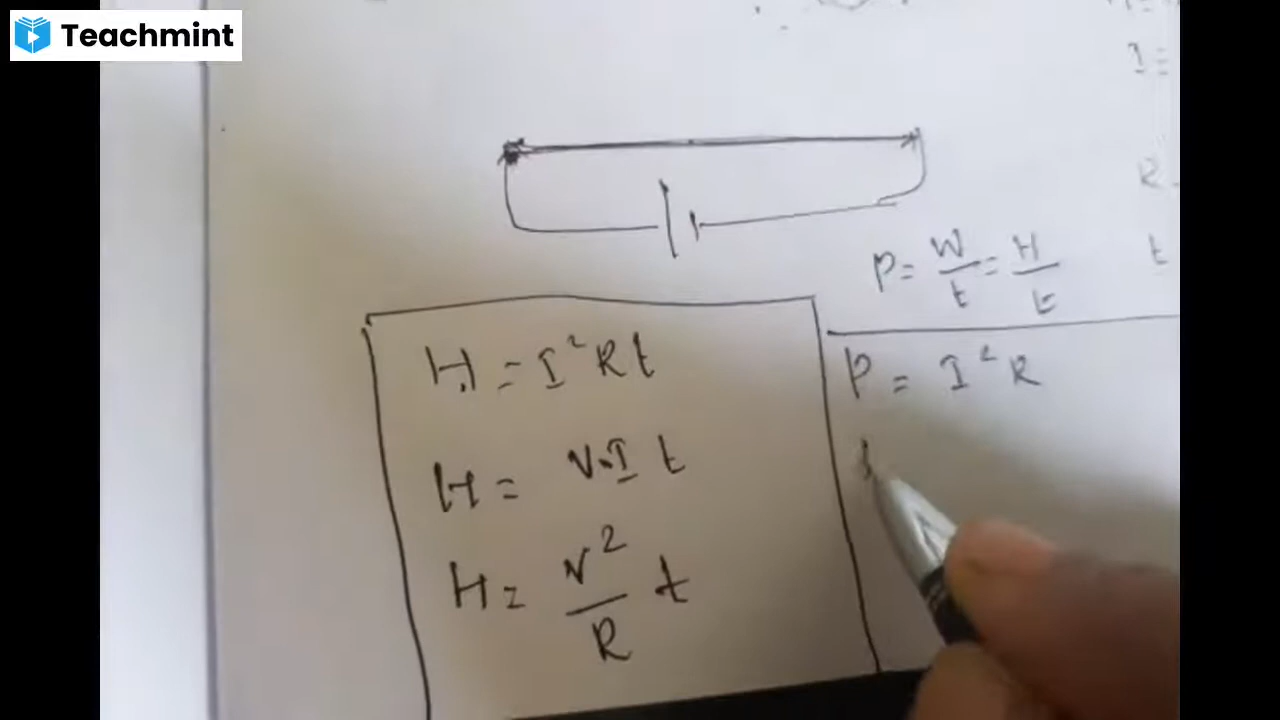 Teachmint
I =
R
t
P = W/t = H/t
H = I²Rt
H = V.I t
H = V²/R t
P = I²R